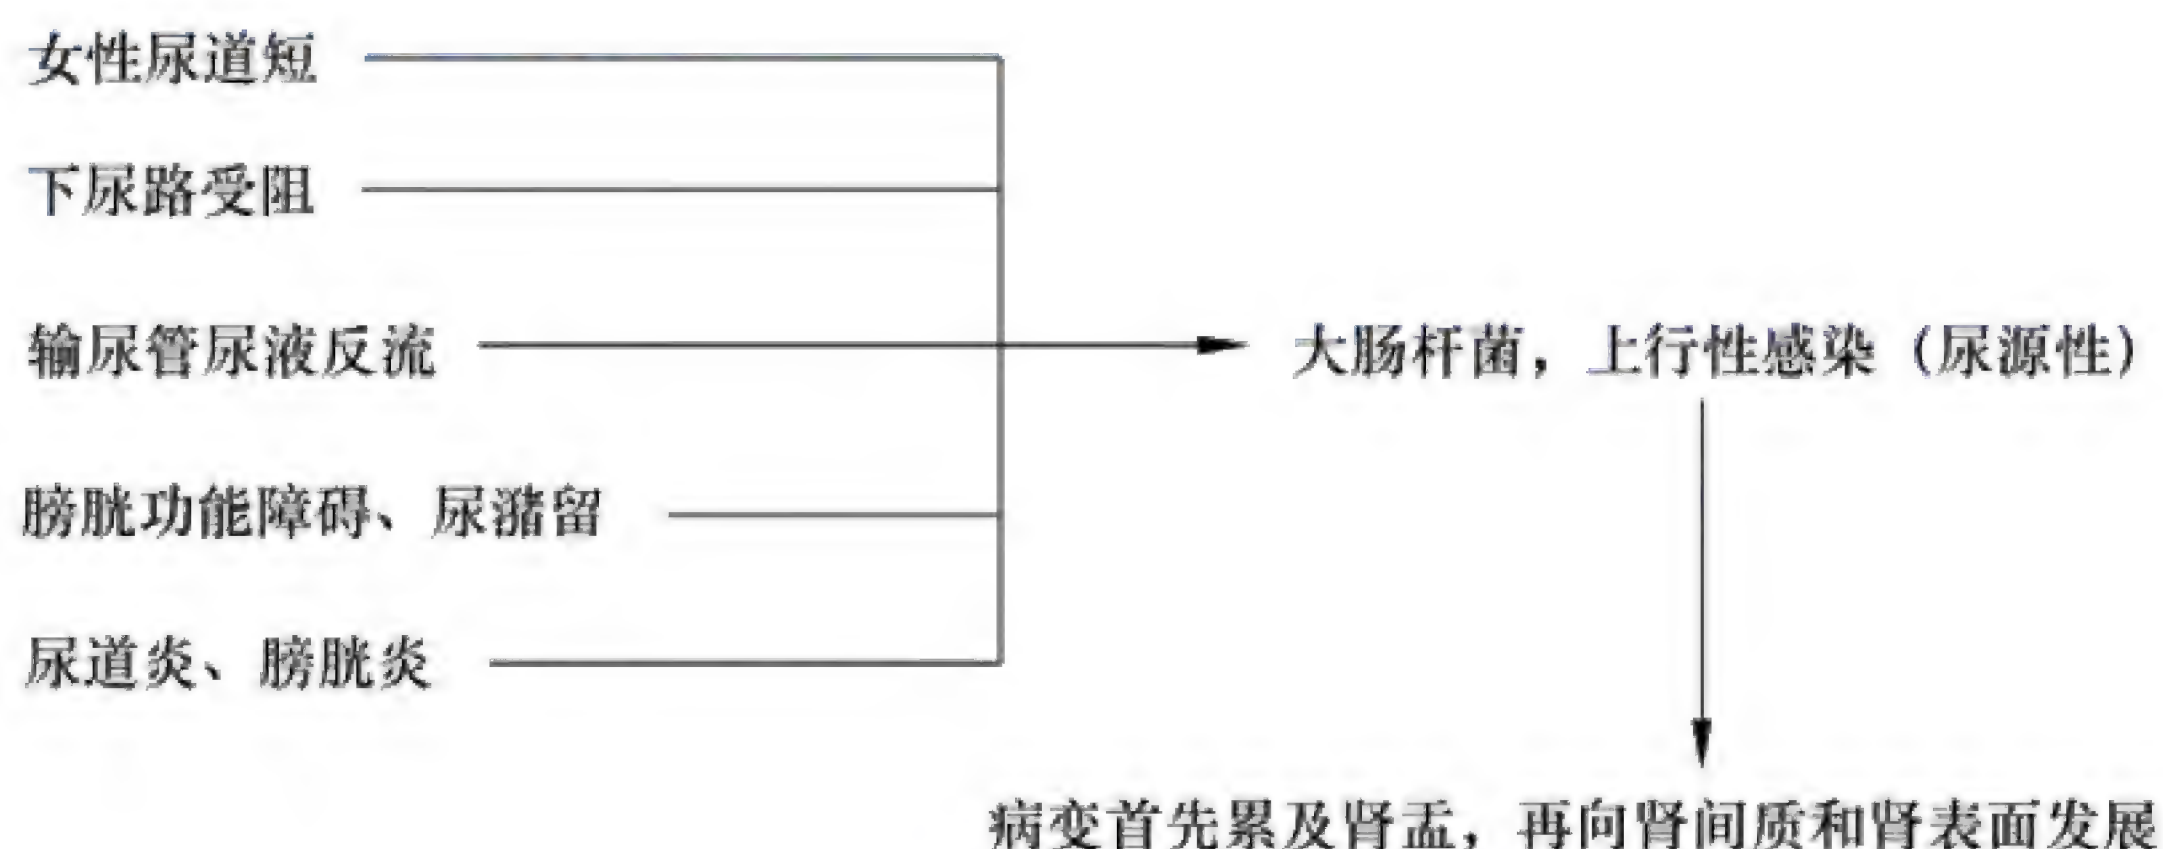 女性尿道短
下尿路受阻
输尿管尿液反流
大肠杆菌，上行性感染（尿源性）
膀胱功能障碍、尿潴留
尿道炎、膀胱炎
病变首先累及肾盂，再向肾间质和肾表面发展